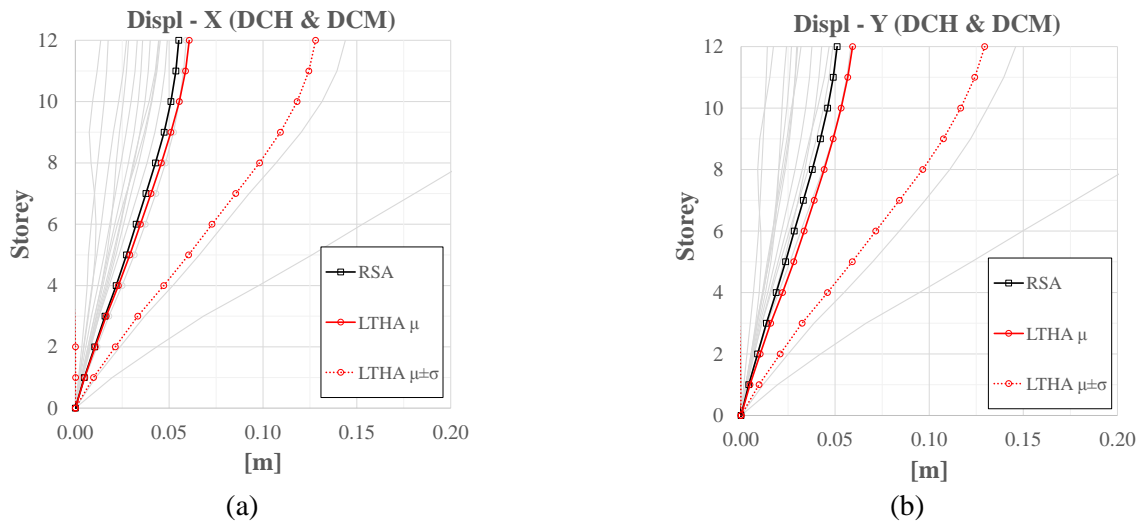 Displ - X (DCH & DCM)
12
10
8
6
4
2
0
Storey
RSA
LTHA μ
LTHA μ±σ
0.00 0.05 0.10 0.15 0.20
[m]
(a)
Displ - Y (DCH & DCM)
12
10
8
6
4
2
0
Storey
RSA
LTHA μ
LTHA μ±σ
0.00 0.05 0.10 0.15 0.20
[m]
(b)